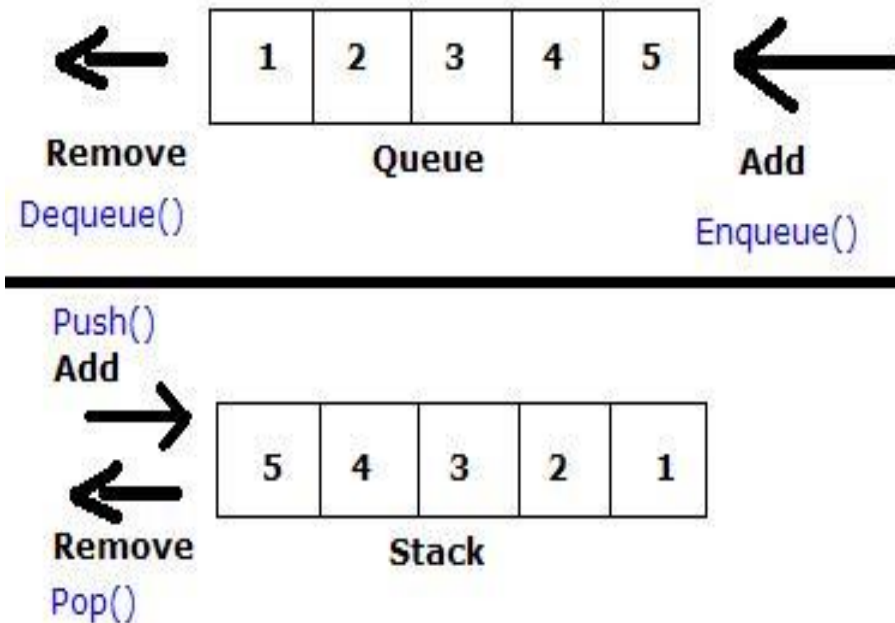 1 2 3 4 5
Remove Queue Add
Dequeue() Enqueue()
Push()
Add
5 4 3 2 1
Remove Stack
Pop()